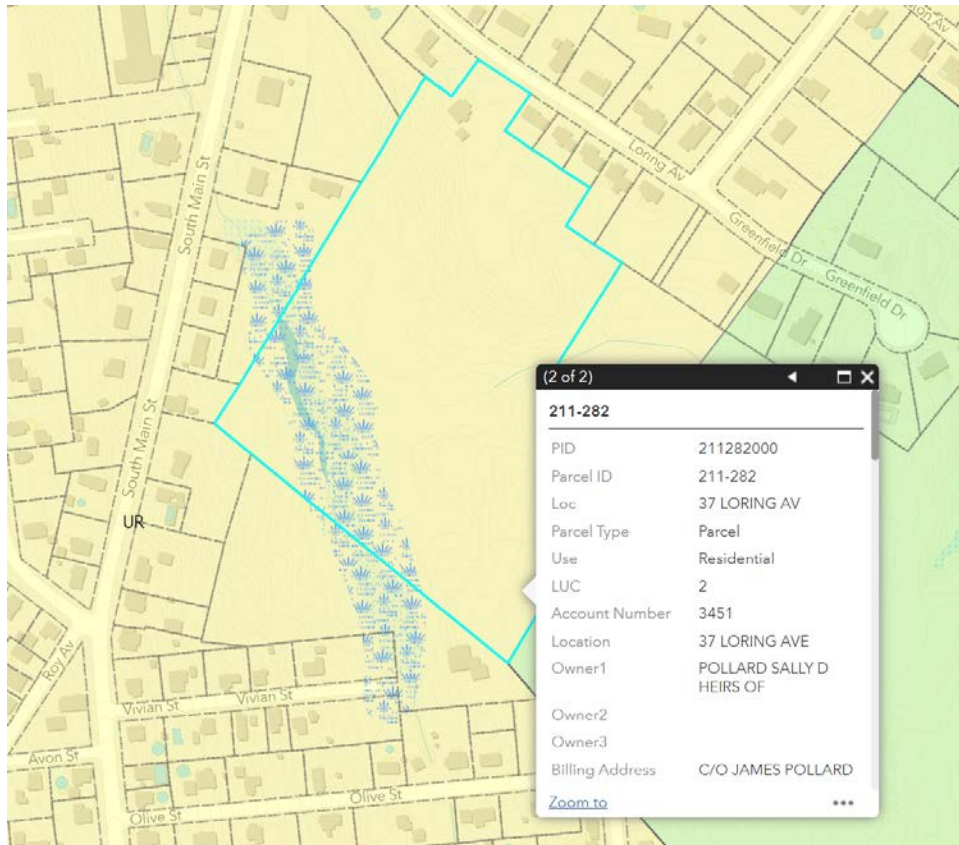 on Av
Loring Av
South Main St
Greenfield Dr
Greenfield Dr
South Main St
UR
Roy Av
Vivian St
Vivian St
Avon St
Olive St
Olive St
(2 of 2)
211-282
PID 211282000
Parcel ID 211-282
Loc 37 LORING AV
Parcel Type Parcel
Use Residential
LUC 2
Account Number 3451
Location 37 LORING AVE
Owner1 POLLARD SALLY D
HEIRS OF
Owner2
Owner3
Billing Address C/O JAMES POLLARD
Zoom to